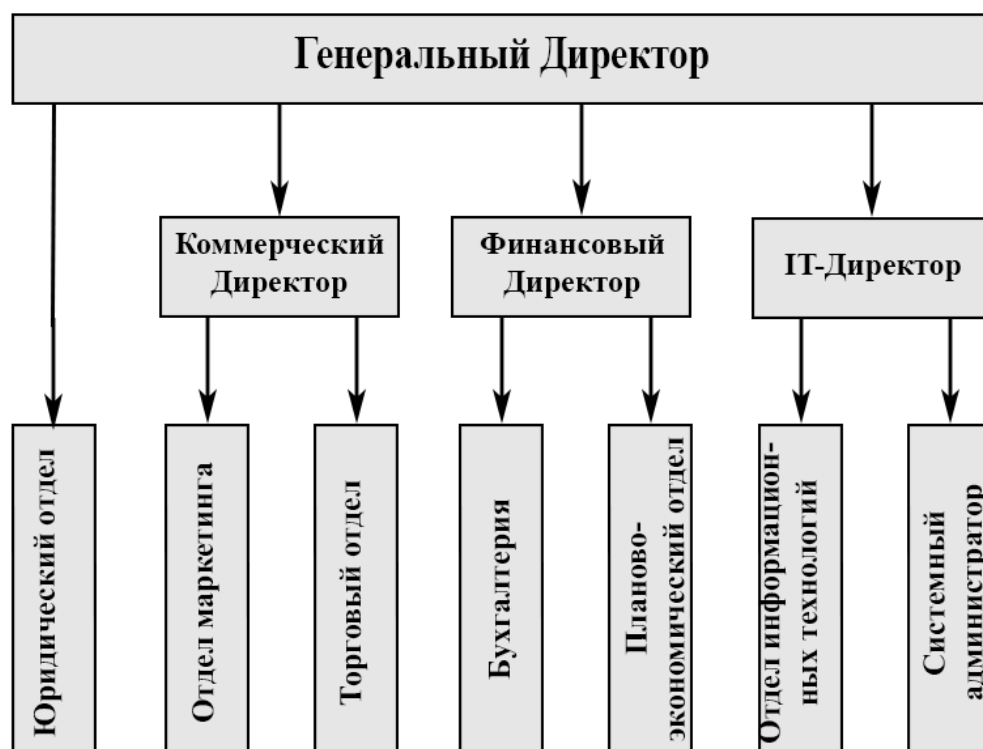 Генеральный Директор
Коммерческий
Директор
Финансовый
Директор
IT-Директор
Юридический отдел
Отдел маркетинга
Торговый отдел
Бухгалтерия
Планово-
экономический отдел
Отдел информацион-
ных технологий
Системный
администратор